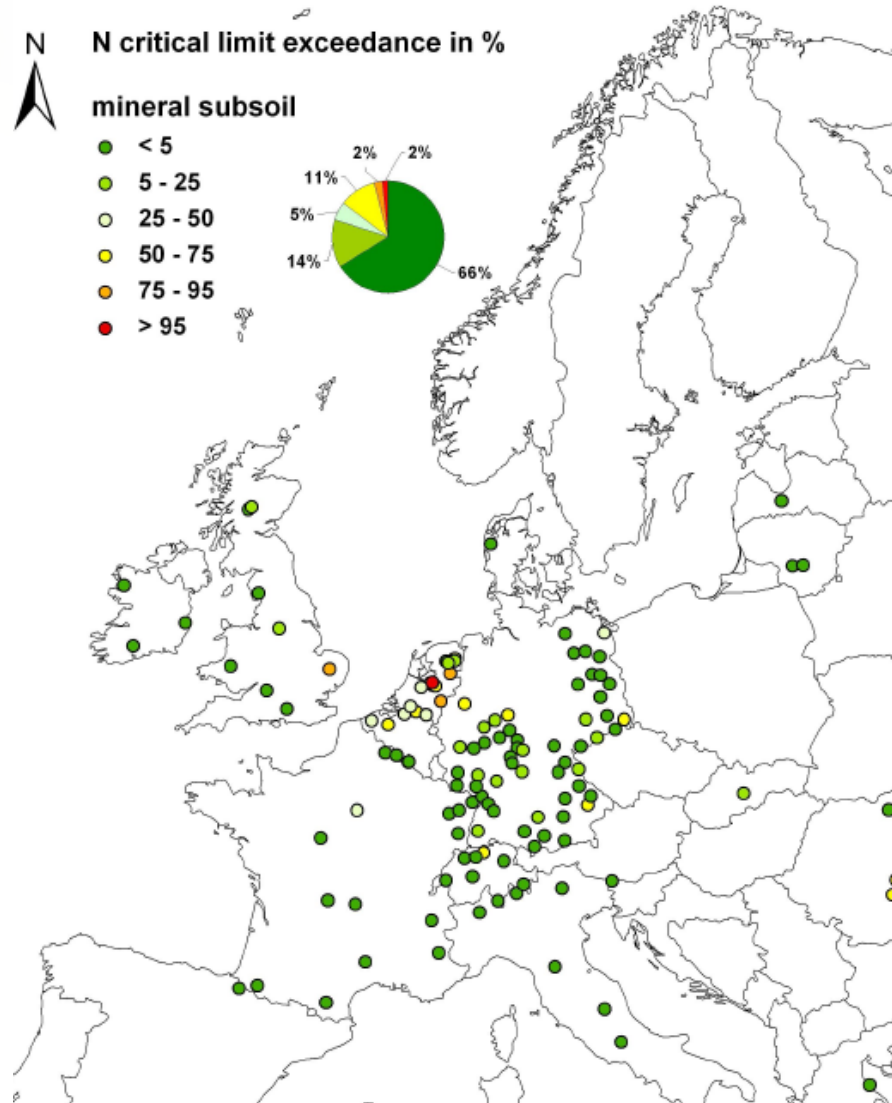 N
N critical limit exceedance in %
mineral subsoil
< 5
5 - 25
25 - 50
50 - 75
75 - 95
> 95
2%
2%
11%
5%
14%
66%